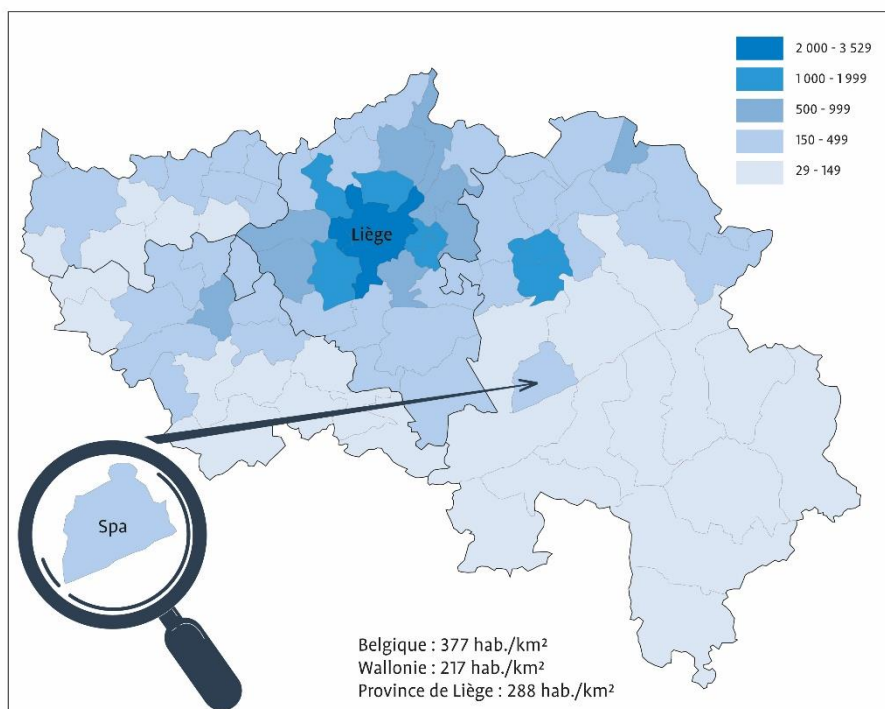 2 000 - 3 529
1 000 - 1 999
500 - 999
150 - 499
29 - 149
Liège
Spa
Belgique : 377 hab./km²
Wallonie : 217 hab./km²
Province de Liège : 288 hab./km²